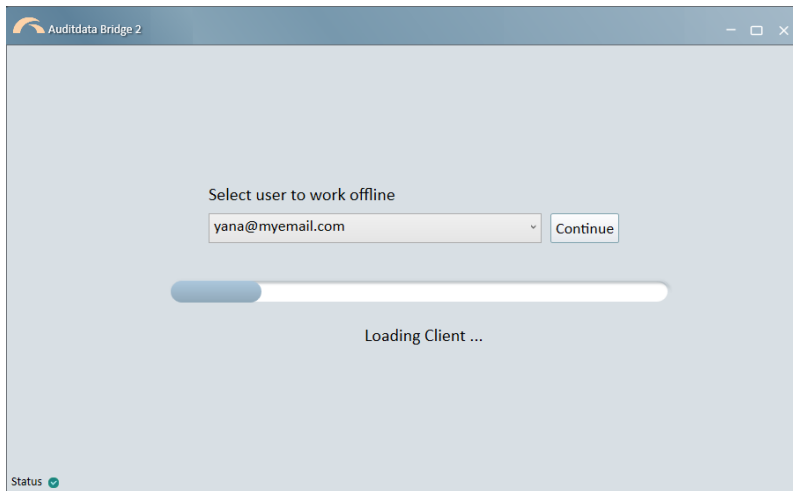 Auditdata Bridge 2
Select user to work offline
yana@myemail.com
Continue
Loading Client ...
Status